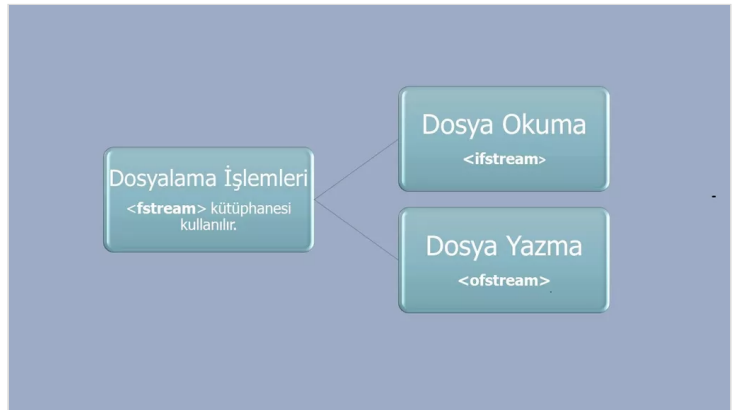 Dosyalama İşlemleri
<fstream> kütüphanesi
kullanılır.
Dosya Okuma
<ifstream>
Dosya Yazma
<ofstream>